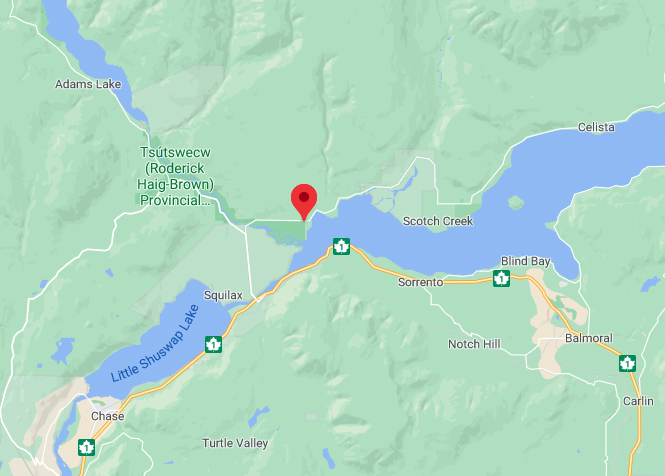 Adams Lake
Celista
Tsútswecw
(Roderick
Haig-Brown)
Provincial...
Scotch Creek
1
Blind Bay
1
Sorrento
Squilax
Little Shuswap Lake
1
Notch Hill
Balmoral
1
Carlin
Chase
1
Turtle Valley